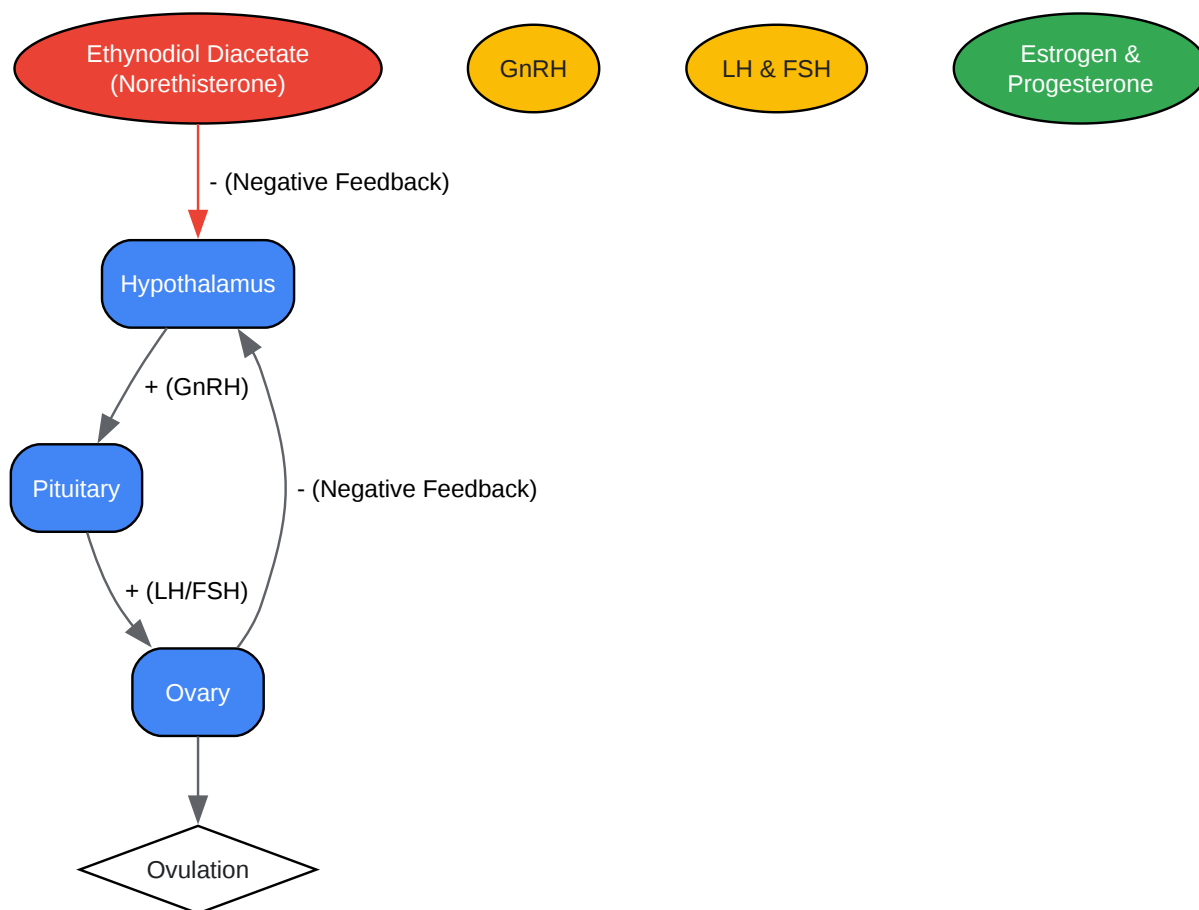 Ethynodiol Diacetate
(Norethisterone)
GnRH
LH & FSH
Estrogen &
Progesterone
- (Negative Feedback)
Hypothalamus
+ (GnRH)
Pituitary
- (Negative Feedback)
+ (LH/FSH)
Ovary
Ovulation